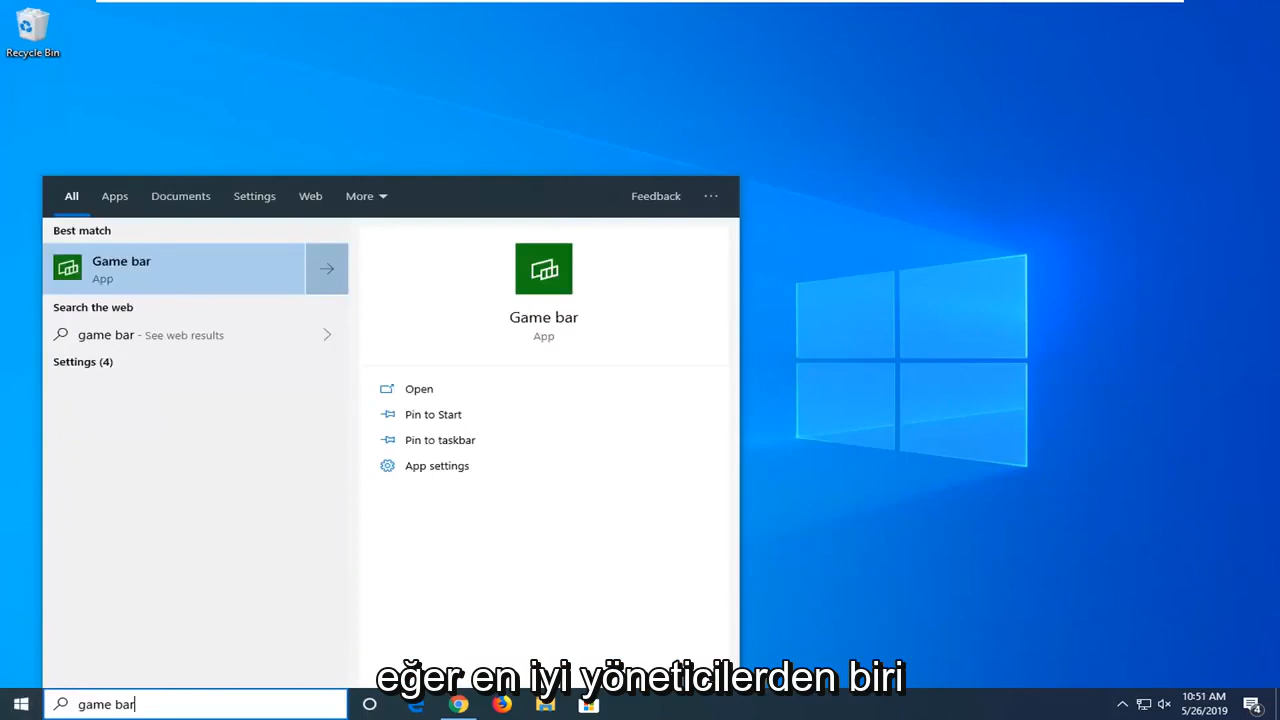 Recycle Bin
All Apps Documents Settings Web More Feedback ···
Best match
Game bar
App
Search the web
game bar - See web results
Settings (4)
Game bar
App
Open
Pin to Start
Pin to taskbar
App settings
eğer en iyi yöneticilerden biri
game bar
10:51 AM
5/26/2019
4